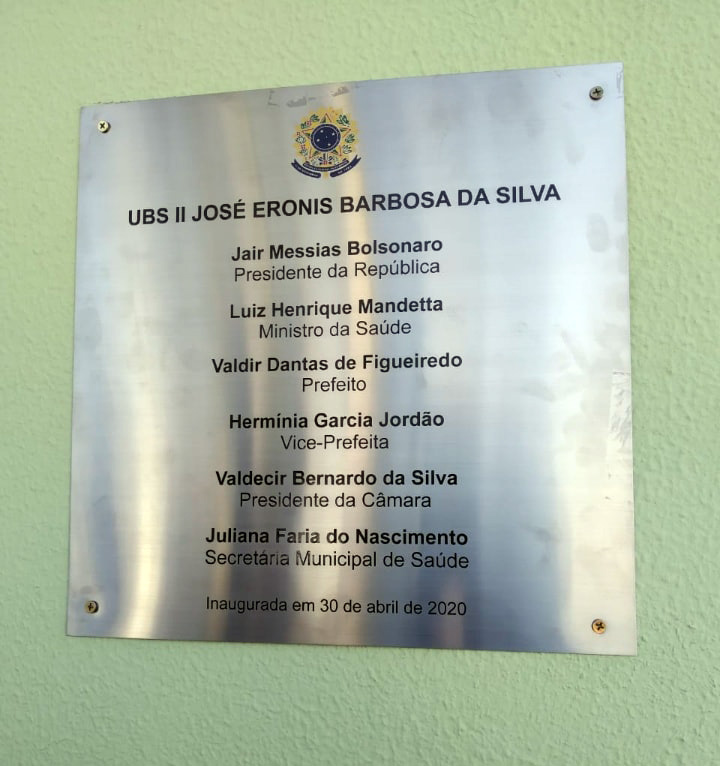 UBS II JOSÉ ERONIS BARBOSA DA SILVA
Jair Messias Bolsonaro
Presidente da República
Luiz Henrique Mandetta
Ministro da Saúde
Valdir Dantas de Figueiredo
Prefeito
Hermínia Garcia Jordão
Vice-Prefeita
Valdecir Bernardo da Silva
Presidente da Câmara
Juliana Faria do Nascimento
Secretária Municipal de Saúde
Inaugurada em 30 de abril de 2020